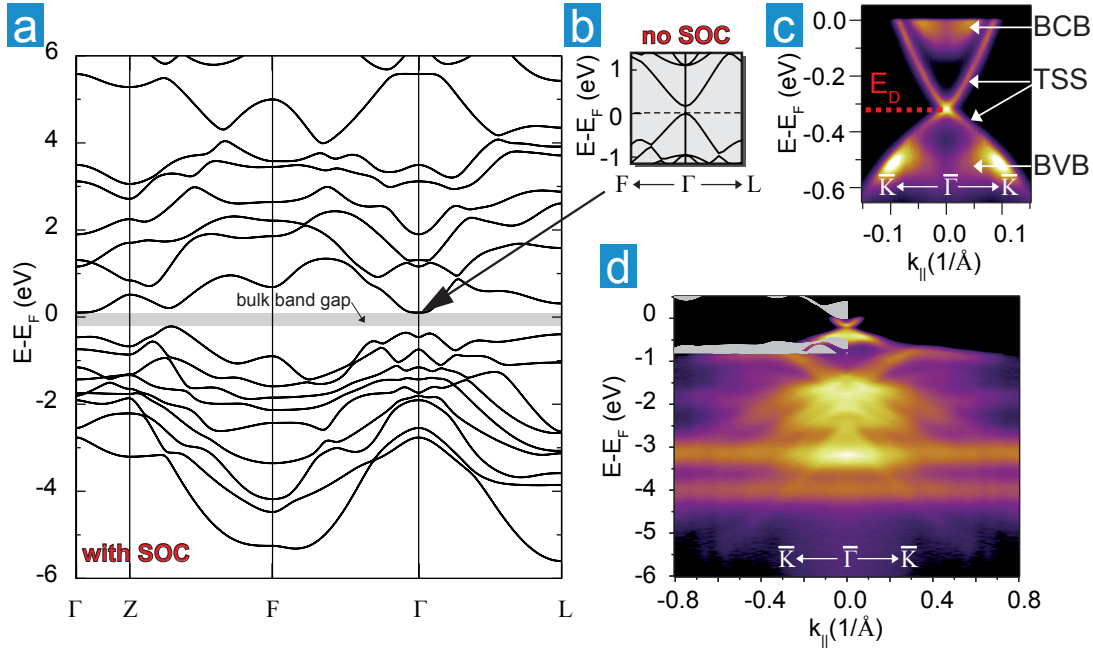 a
6
4
2
0
-2
-4
-6
E-E_F (eV)
bulk band gap
with SOC
Γ Z F Γ L
b
no SOC
1
0
-1
E-E_F (eV)
F Γ L
c
BCB
TSS
BVB
E_D
0.0
-0.2
-0.4
-0.6
E-E_F (eV)
K̅ Γ̅ K̅
-0.1 0.0 0.1
k_||(1/Å)
d
0
-1
-2
-3
-4
-5
-6
E-E_F (eV)
K̅ Γ̅ K̅
-0.8 -0.4 0.0 0.4 0.8
k_||(1/Å)